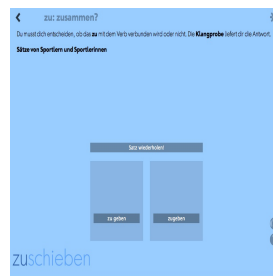 zu: zusammen?
Du musst dich entscheiden, ob das zu mit dem Verb verbunden wird oder nicht. Die Klangprobe liefert dir die Antwort.
Sätze von Sportlern und Sportlerinnen
Satz wiederholen!
zu geben
zugeben
zuschieben